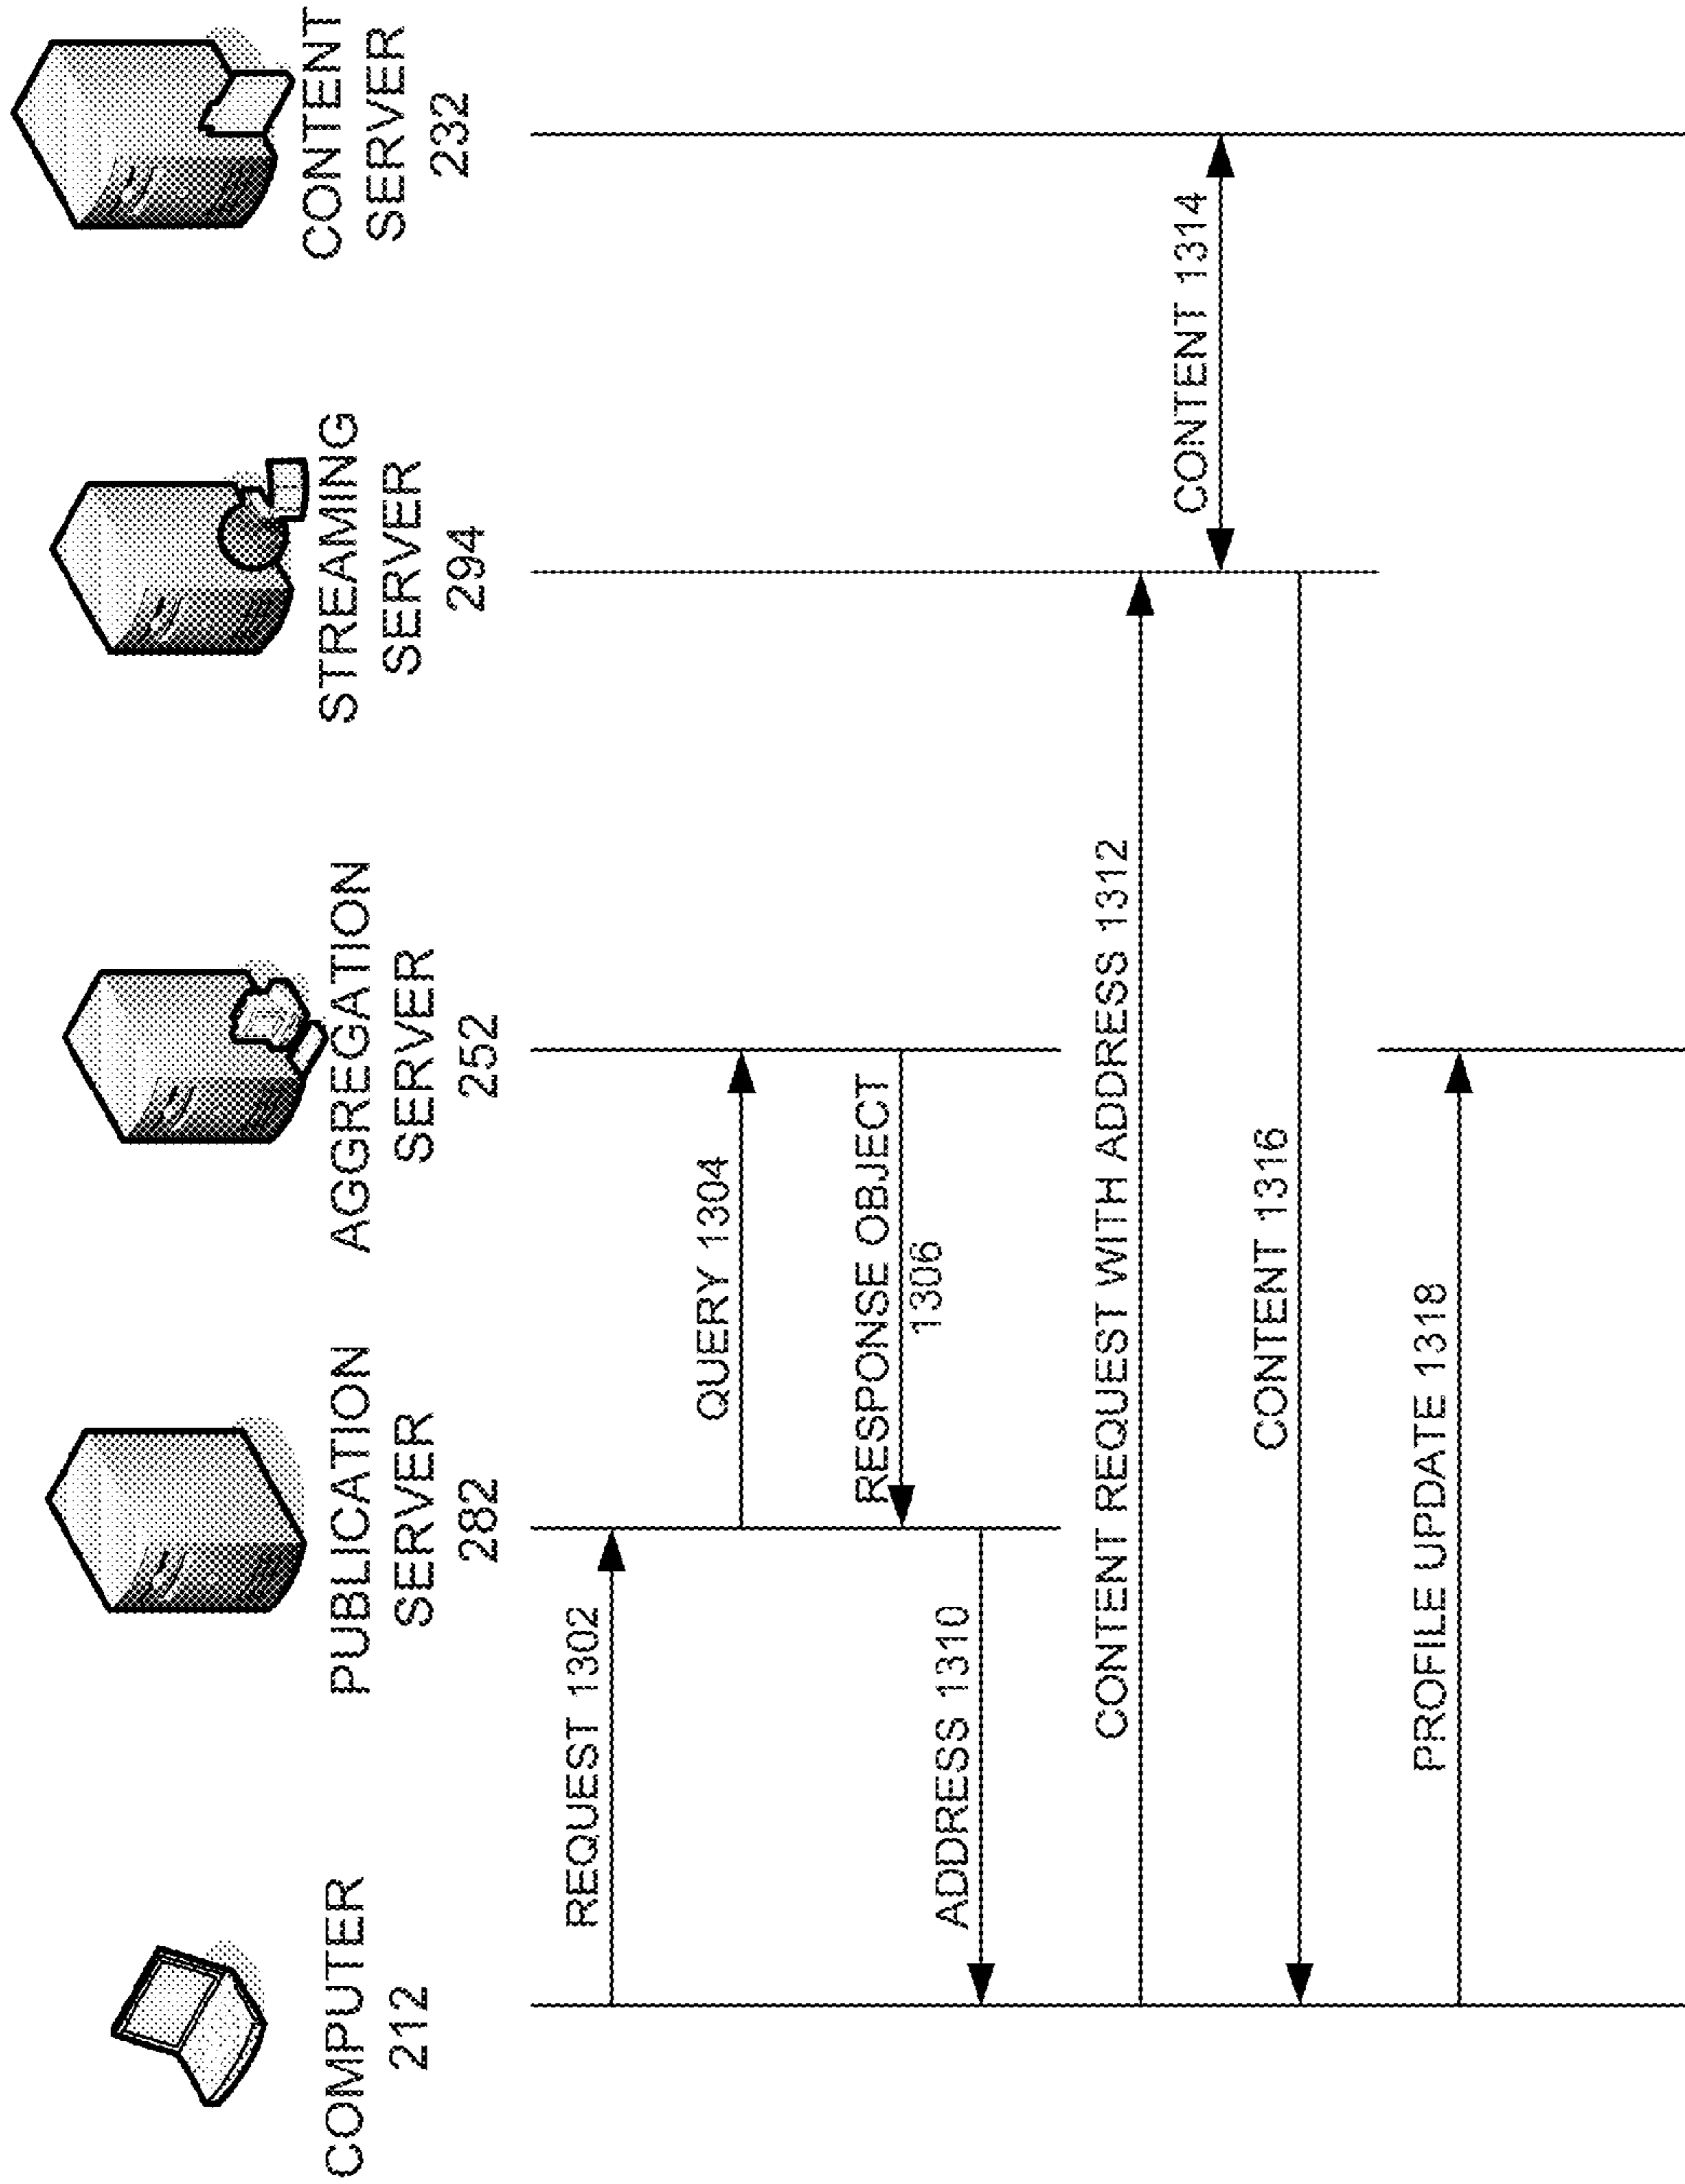 COMPUTER
212
PUBLICATION
SERVER
282
AGGREGATION
SERVER
252
STREAMING
SERVER
294
CONTENT
SERVER
232
REQUEST 1302
QUERY 1304
RESPONSE OBJECT
1306
ADDRESS 1310
CONTENT REQUEST WITH ADDRESS 1312
CONTENT 1314
CONTENT 1316
PROFILE UPDATE 1318